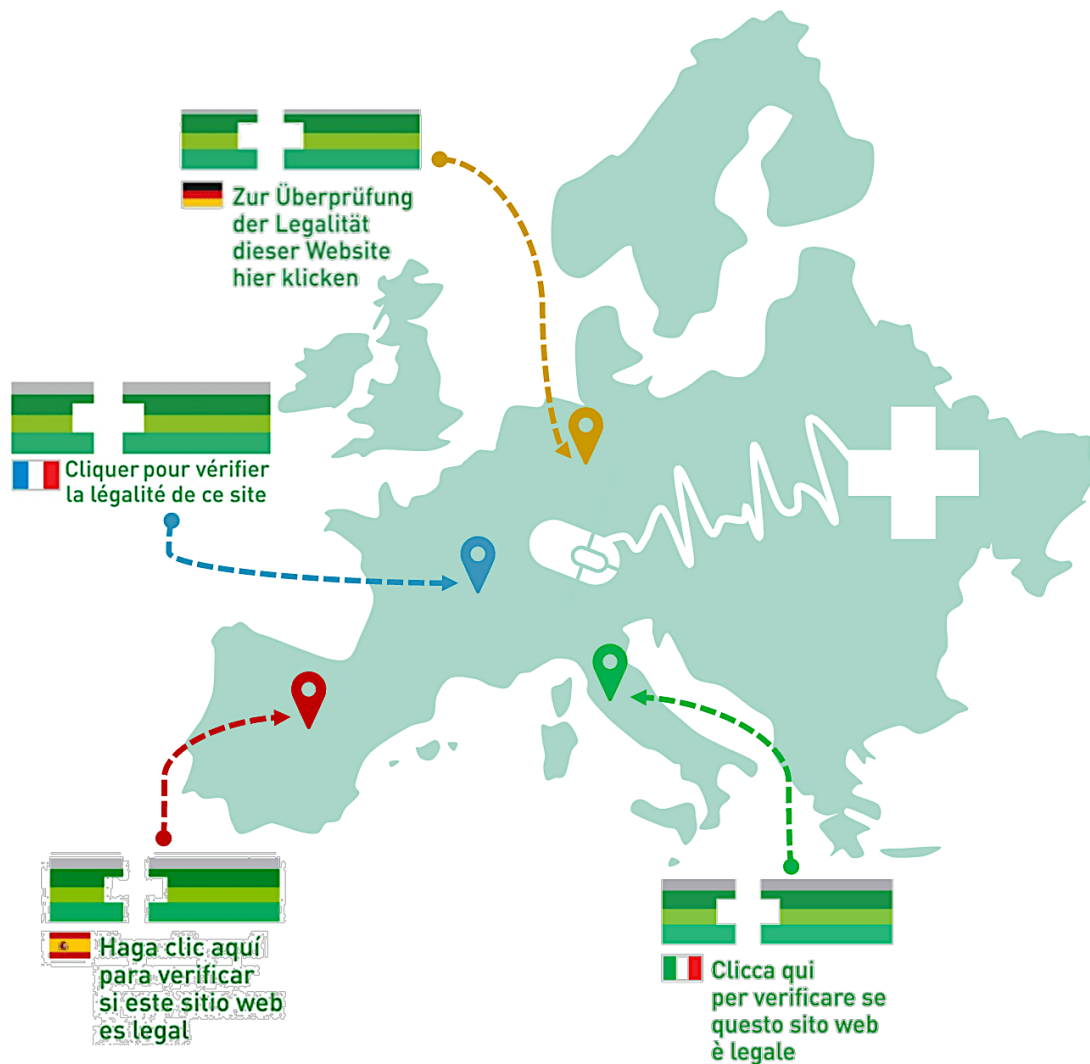 Zur Überprüfung
der Legalität
dieser Website
hier klicken
Cliquer pour vérifier
la légalité de ce site
Haga clic aquí
para verificar
si este sitio web
es legal
Clicca qui
per verificare se
questo sito web
è legale